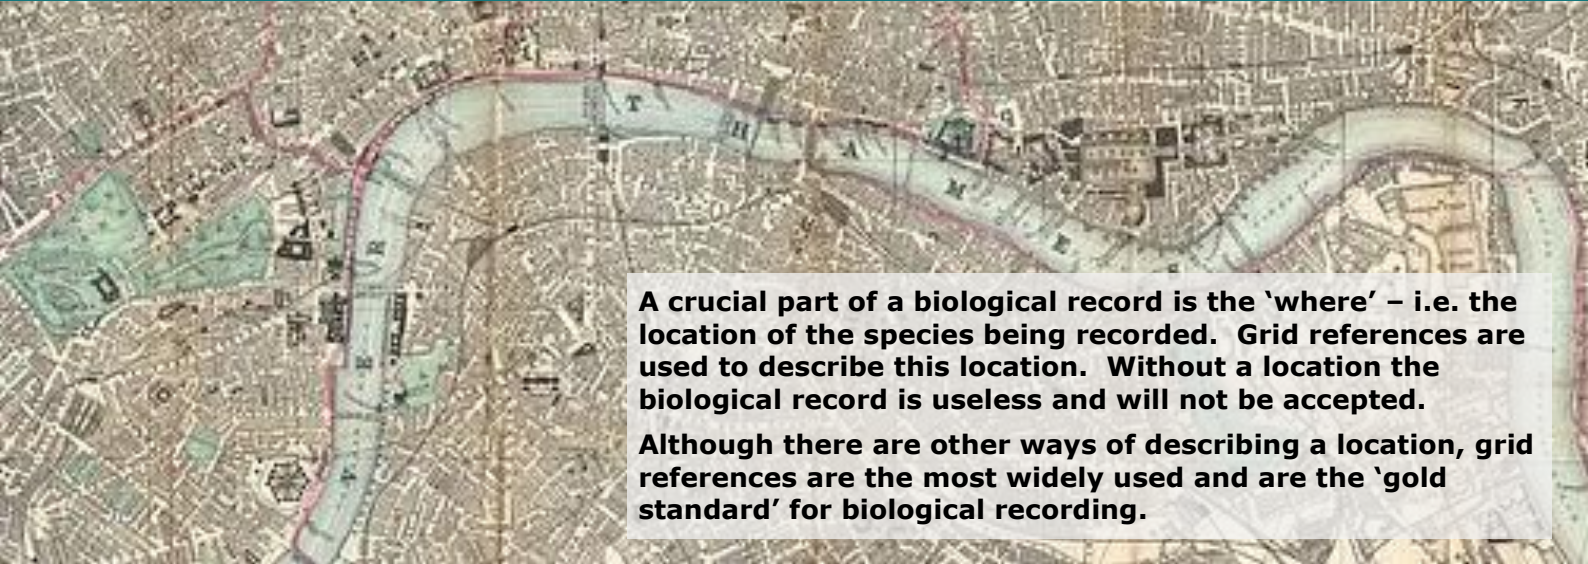 A crucial part of a biological record is the ‘where’ – i.e. the
location of the species being recorded.  Grid references are
used to describe this location.  Without a location the
biological record is useless and will not be accepted.
Although there are other ways of describing a location, grid
references are the most widely used and are the ‘gold
standard’ for biological recording.
T H A M E
R
E